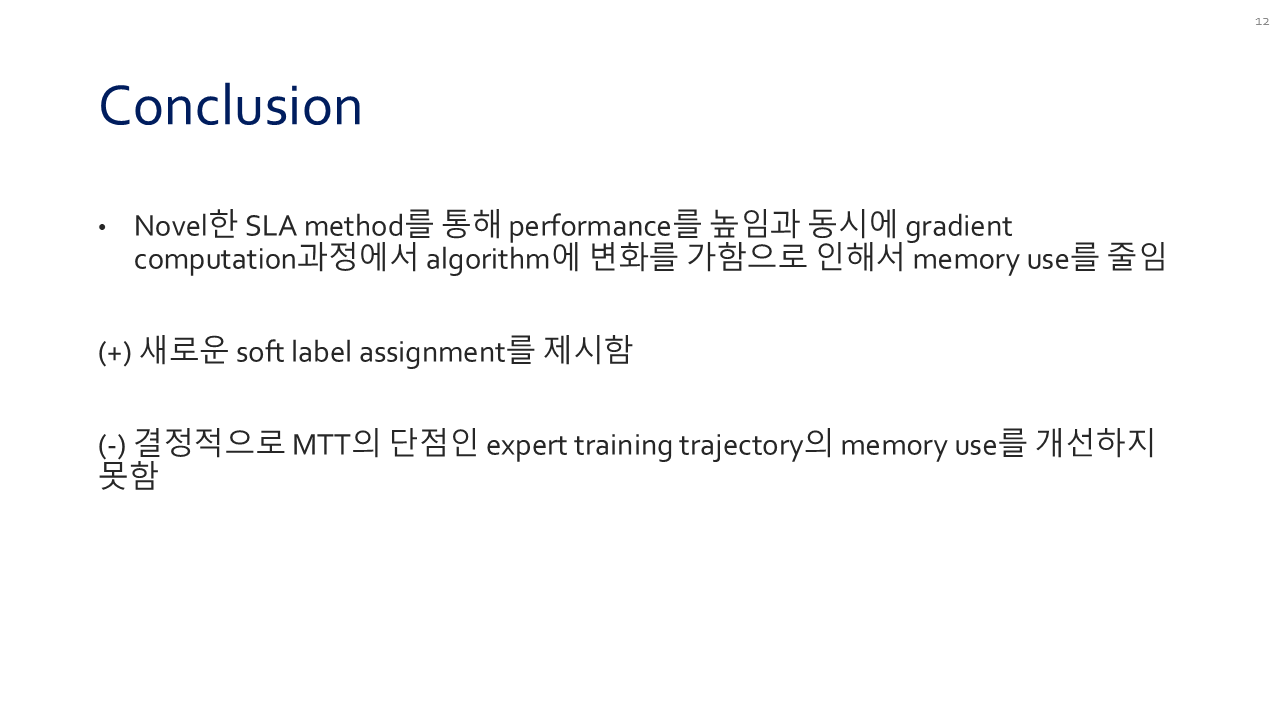 12
Conclusion
• Novel한 SLA method를 통해 performance를 높임과 동시에 gradient
computation과정에서 algorithm에 변화를 가함으로 인해서 memory use를 줄임
(+) 새로운 soft label assignment를 제시함
(-) 결정적으로 MTT의 단점인 expert training trajectory의 memory use를 개선하지
못함